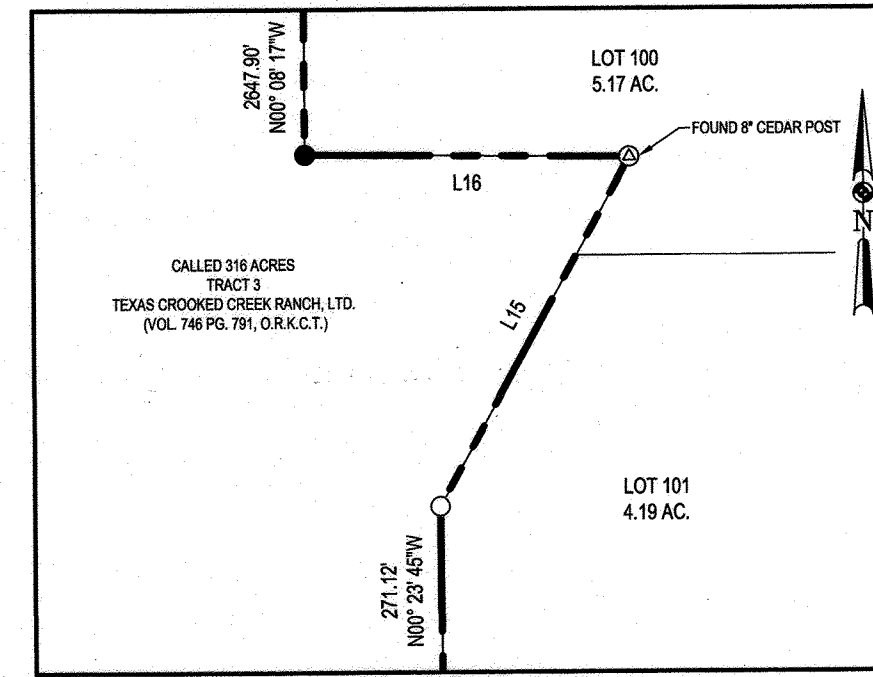 2647.90'
N00° 08' 17"W
LOT 100
5.17 AC.
FOUND 8" CEDAR POST
L16
N
CALLED 316 ACRES
TRACT 3
TEXAS CROOKED CREEK RANCH, LTD.
(VOL. 746 PG. 791, O.R.K.C.T.)
L15
LOT 101
4.19 AC.
271.12'
N00° 23' 45"W